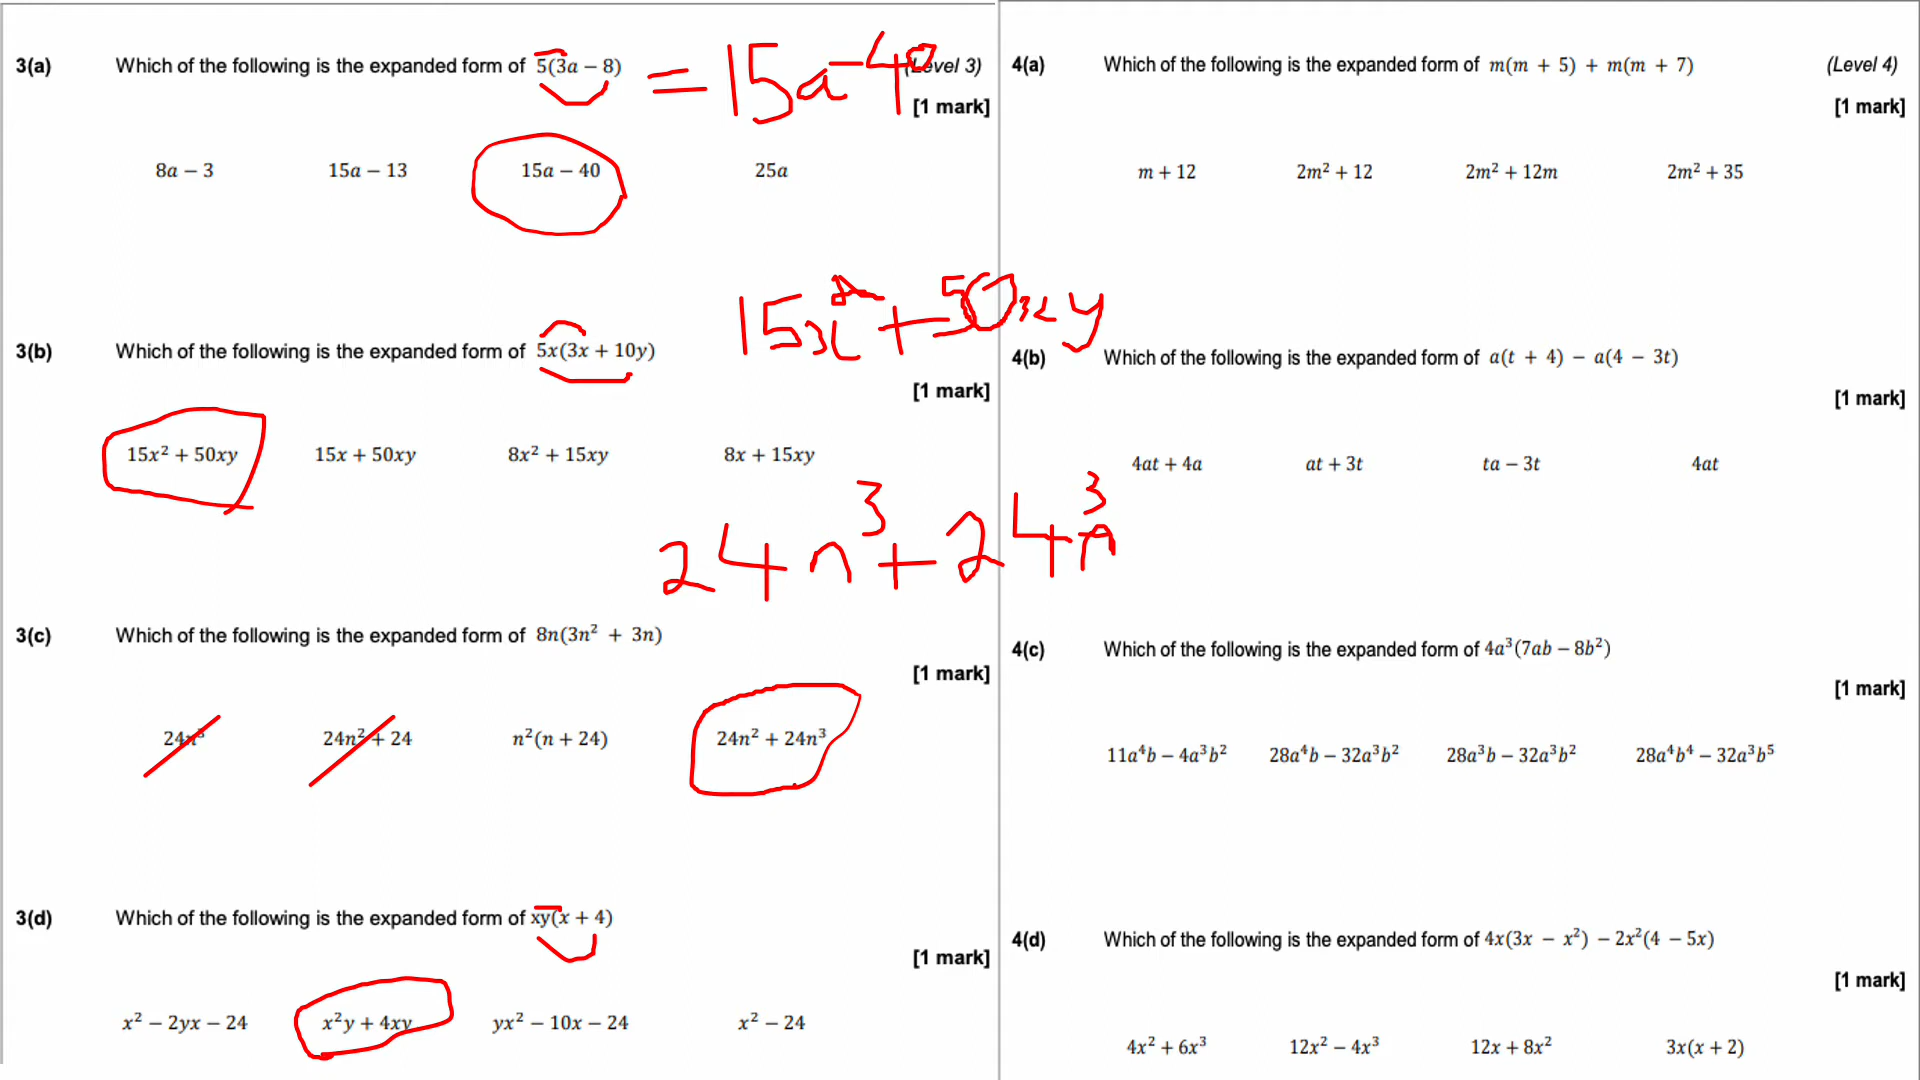 3(a) Which of the following is the expanded form of 5(3a − 8) = 15a − 40 (Level 3)
[1 mark]
8a − 3 15a − 13 15a − 40 25a
15x² + 50xy
3(b) Which of the following is the expanded form of 5x(3x + 10y)
[1 mark]
15x² + 50xy 15x + 50xy 8x² + 15xy 8x + 15xy
24n³ + 24n³
3(c) Which of the following is the expanded form of 8n(3n² + 3n)
[1 mark]
24n³ 24n² + 24 n²(n + 24) 24n² + 24n³
3(d) Which of the following is the expanded form of xy(x + 4)
[1 mark]
x² − 2yx − 24 x²y + 4xy yx² − 10x − 24 x² − 24
4(a) Which of the following is the expanded form of m(m + 5) + m(m + 7) (Level 4)
[1 mark]
m + 12 2m² + 12 2m² + 12m 2m² + 35
4(b) Which of the following is the expanded form of a(t + 4) − a(4 − 3t)
[1 mark]
4at + 4a at + 3t ta − 3t 4at
4(c) Which of the following is the expanded form of 4a³(7ab − 8b²)
[1 mark]
11a⁴b − 4a³b² 28a⁴b − 32a³b² 28a³b − 32a³b² 28a⁴b⁴ − 32a³b⁵
4(d) Which of the following is the expanded form of 4x(3x − x²) − 2x²(4 − 5x)
[1 mark]
4x² + 6x³ 12x² − 4x³ 12x + 8x² 3x(x + 2)